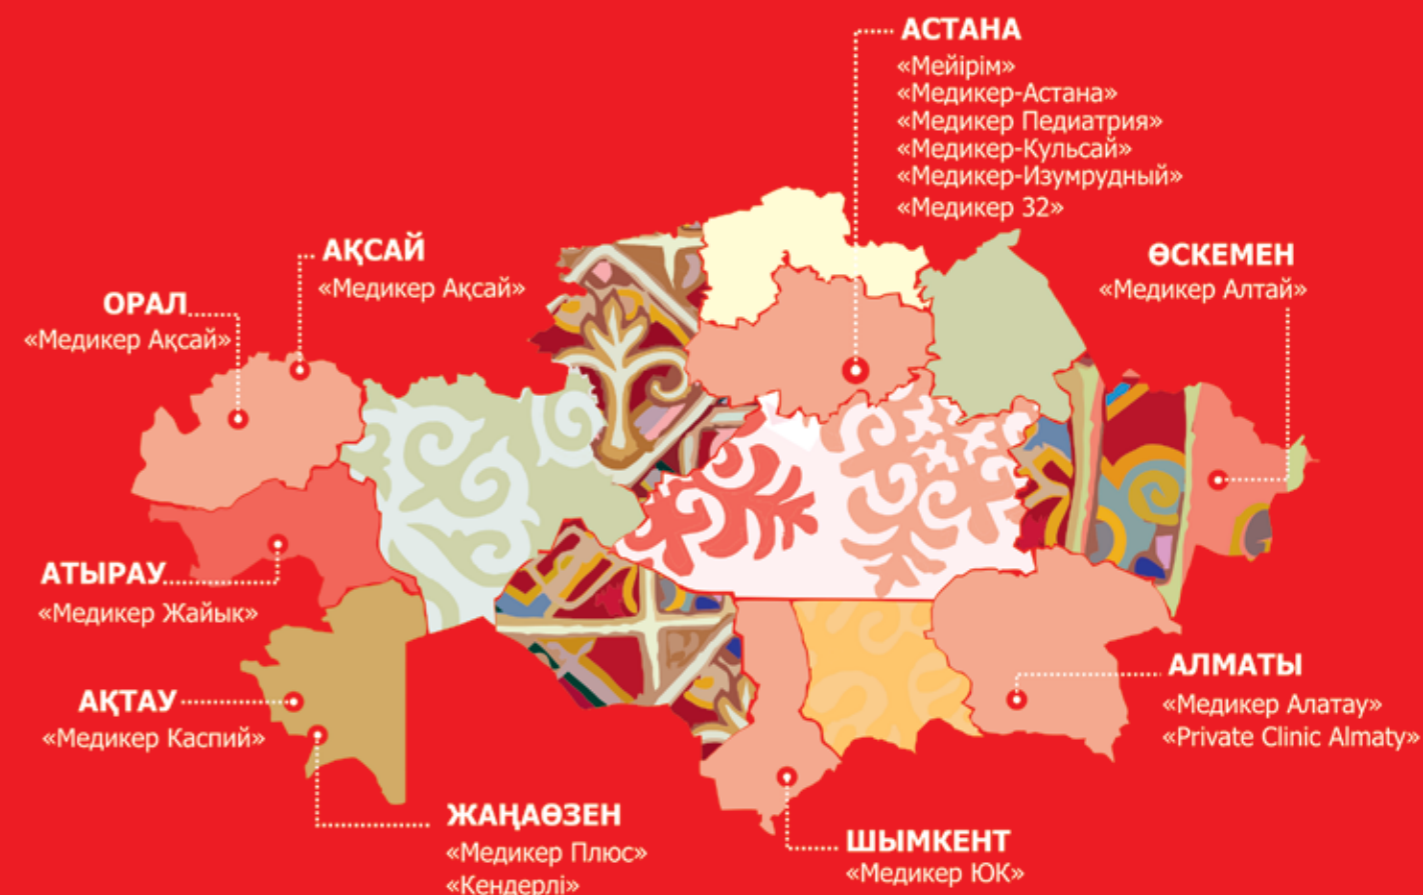 АСТАНА
«Мейірім»
«Медикер-Астана»
«Медикер Педиатрия»
«Медикер-Кульсай»
«Медикер-Изумрудный»
«Медикер 32»
АҚСАЙ
«Медикер Ақсай»
ӨСКЕМЕН
«Медикер Алтай»
ОРАЛ
«Медикер Ақсай»
АТЫРАУ
«Медикер Жайык»
АҚТАУ
«Медикер Каспий»
АЛМАТЫ
«Медикер Алатау»
«Private Clinic Almaty»
ЖАҢАӨЗЕН
«Медикер Плюс»
«Кендерлі»
ШЫМКЕНТ
«Медикер ЮК»